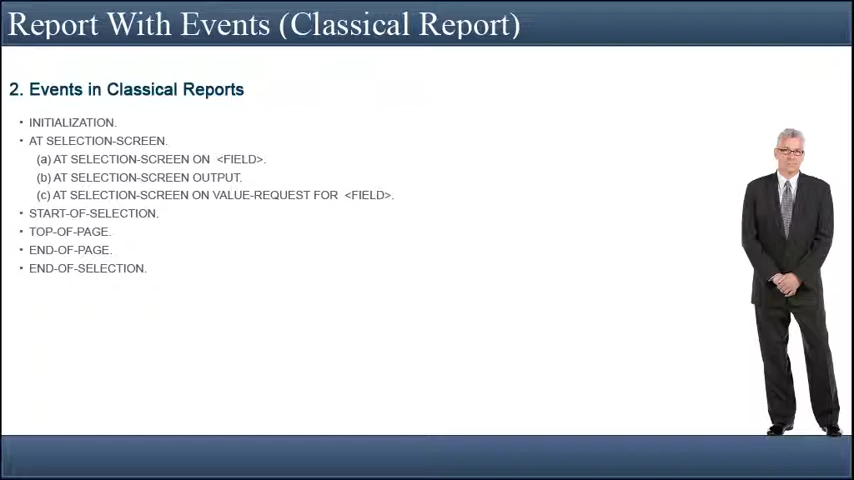 Report With Events (Classical Report)
2. Events in Classical Reports
• INITIALIZATION.
• AT SELECTION-SCREEN.
(a) AT SELECTION-SCREEN ON <FIELD>.
(b) AT SELECTION-SCREEN OUTPUT.
(c) AT SELECTION-SCREEN ON VALUE-REQUEST FOR <FIELD>.
• START-OF-SELECTION.
• TOP-OF-PAGE.
• END-OF-PAGE.
• END-OF-SELECTION.